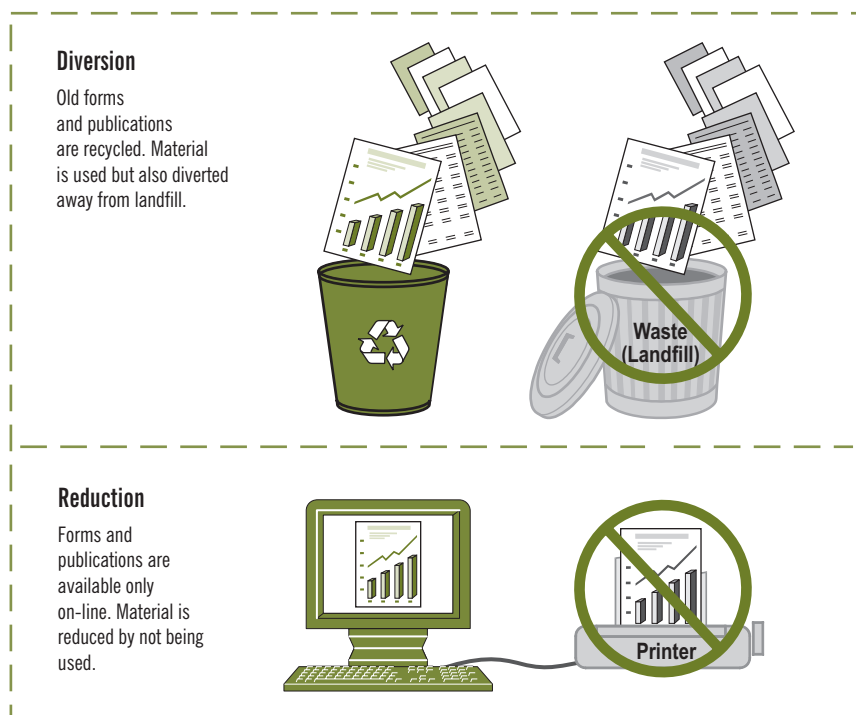 Diversion
Old forms
and publications
are recycled. Material
is used but also diverted
away from landfill.
Waste
(Landfill)
Reduction
Forms and
publications are
available only
on-line. Material is
reduced by not being
used.
Printer